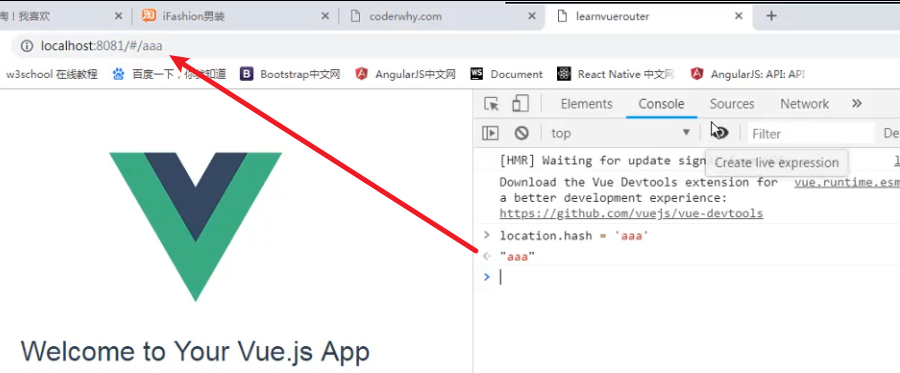 淘！我喜欢
iFashion男装
coderwhy.com
learnvuerouter
localhost:8081/#/aaa
w3school 在线教程
百度一下，你就知道
Bootstrap中文网
AngularJS中文网
Document
React Native 中文网
AngularJS: API: API
Elements
Console
Sources
Network
top
Filter
De
[HMR] Waiting for update sign
Create live expression
Download the Vue Devtools extension for
vue.runtime.esm
a better development experience:
https://github.com/vuejs/vue-devtools
location.hash = 'aaa'
"aaa"
Welcome to Your Vue.js App